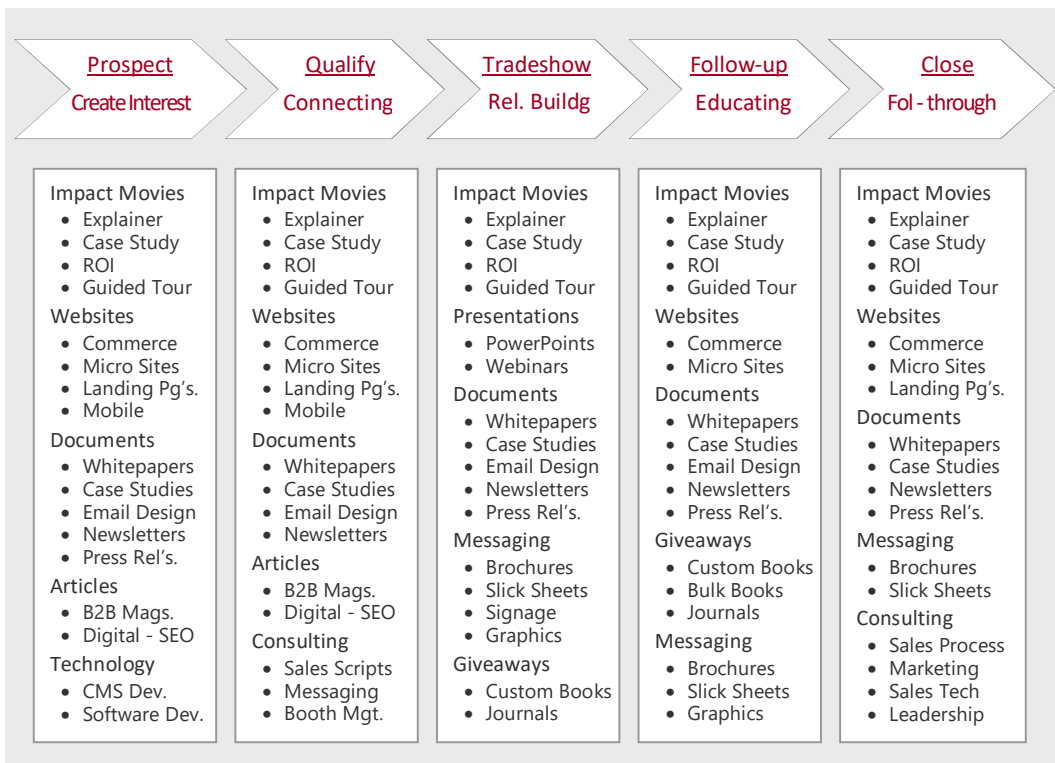 Prospect
Create Interest
Qualify
Connecting
Tradeshow
Rel. Buildg
Follow-up
Educating
Close
Fol - through
Impact Movies
• Explainer
• Case Study
• ROI
• Guided Tour
Websites
• Commerce
• Micro Sites
• Landing Pg's.
• Mobile
Documents
• Whitepapers
• Case Studies
• Email Design
• Newsletters
• Press Rel's.
Articles
• B2B Mags.
• Digital - SEO
Technology
• CMS Dev.
• Software Dev.
Impact Movies
• Explainer
• Case Study
• ROI
• Guided Tour
Websites
• Commerce
• Micro Sites
• Landing Pg's.
• Mobile
Documents
• Whitepapers
• Case Studies
• Email Design
• Newsletters
Articles
• B2B Mags.
• Digital - SEO
Consulting
• Sales Scripts
• Messaging
• Booth Mgt.
Impact Movies
• Explainer
• Case Study
• ROI
• Guided Tour
Presentations
• PowerPoints
• Webinars
Documents
• Whitepapers
• Case Studies
• Email Design
• Newsletters
• Press Rel's.
Messaging
• Brochures
• Slick Sheets
• Signage
• Graphics
Giveaways
• Custom Books
• Journals
Impact Movies
• Explainer
• Case Study
• ROI
• Guided Tour
Websites
• Commerce
• Micro Sites
Documents
• Whitepapers
• Case Studies
• Email Design
• Newsletters
• Press Rel's.
Giveaways
• Custom Books
• Bulk Books
• Journals
Messaging
• Brochures
• Slick Sheets
• Graphics
Impact Movies
• Explainer
• Case Study
• ROI
• Guided Tour
Websites
• Commerce
• Micro Sites
• Landing Pg's.
Documents
• Whitepapers
• Case Studies
• Newsletters
• Press Rel's.
Messaging
• Brochures
• Slick Sheets
Consulting
• Sales Process
• Marketing
• Sales Tech
• Leadership